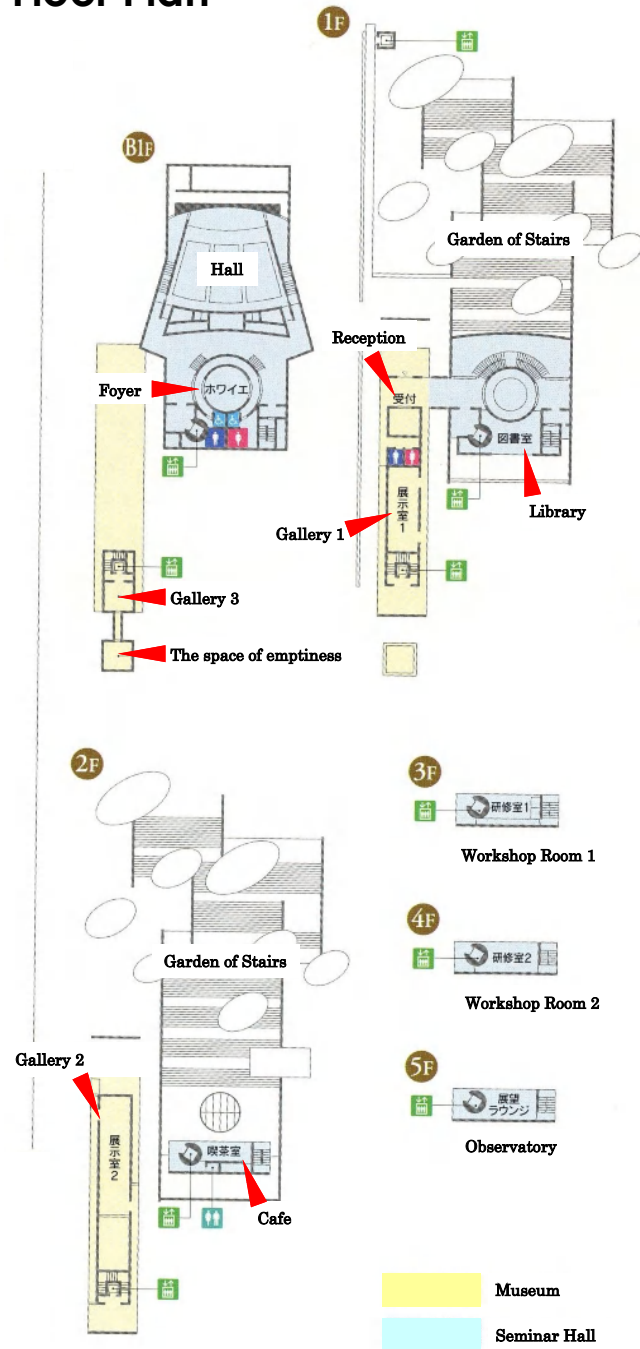 Floor Plan
1F
B1F
Hall
Garden of Stairs
Reception
受付
Foyer
ホワイエ
図書室
Library
展示室1
Gallery 1
Gallery 3
The space of emptiness
2F
3F
研修室1
Workshop Room 1
4F
研修室2
Workshop Room 2
Garden of Stairs
Gallery 2
展示室2
5F
展望
ラウンジ
Observatory
喫茶室
Cafe
Museum
Seminar Hall